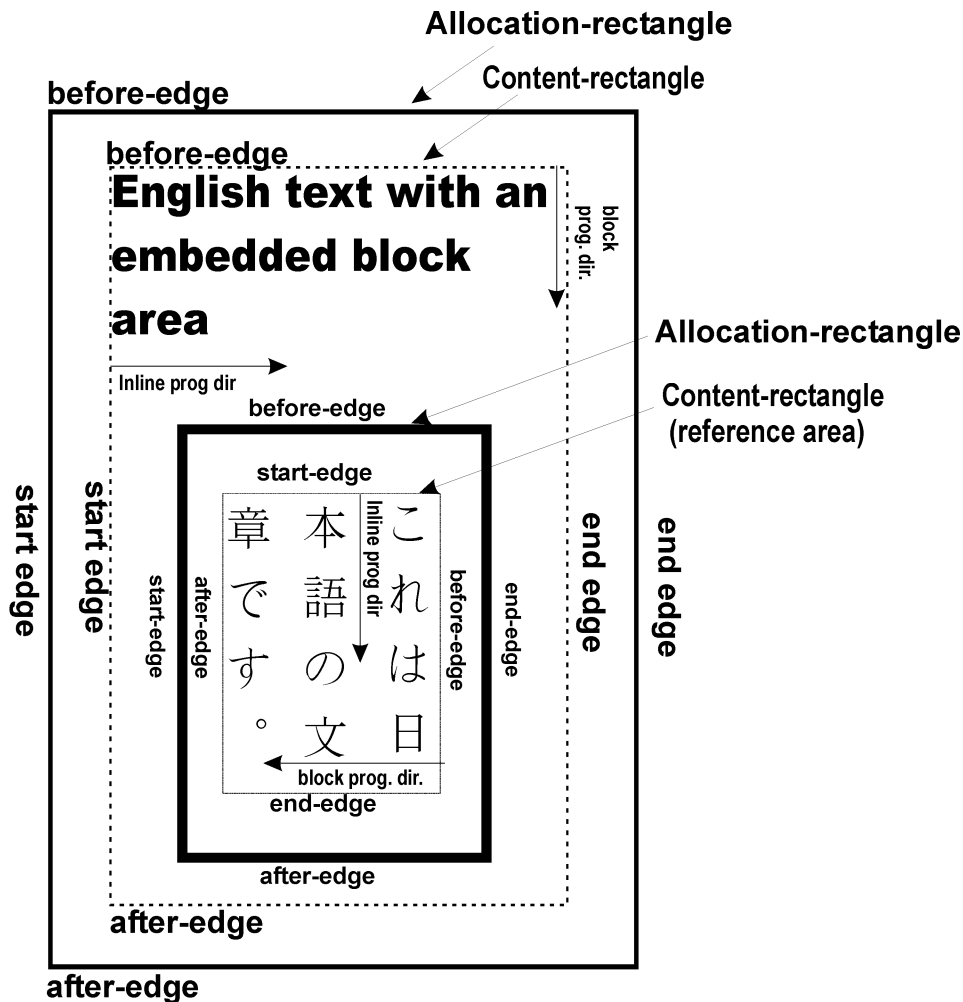 Allocation-rectangle
Content-rectangle
before-edge
before-edge
English text with an
embedded block
area
block
prog. dir.
Inline prog dir
Allocation-rectangle
Content-rectangle
(reference area)
before-edge
start-edge
start edge
start edge
start-edge
after-edge
これは日
本語の文
章です。
Inline prog dir
before-edge
end-edge
end edge
end edge
block prog. dir.
end-edge
after-edge
after-edge
after-edge